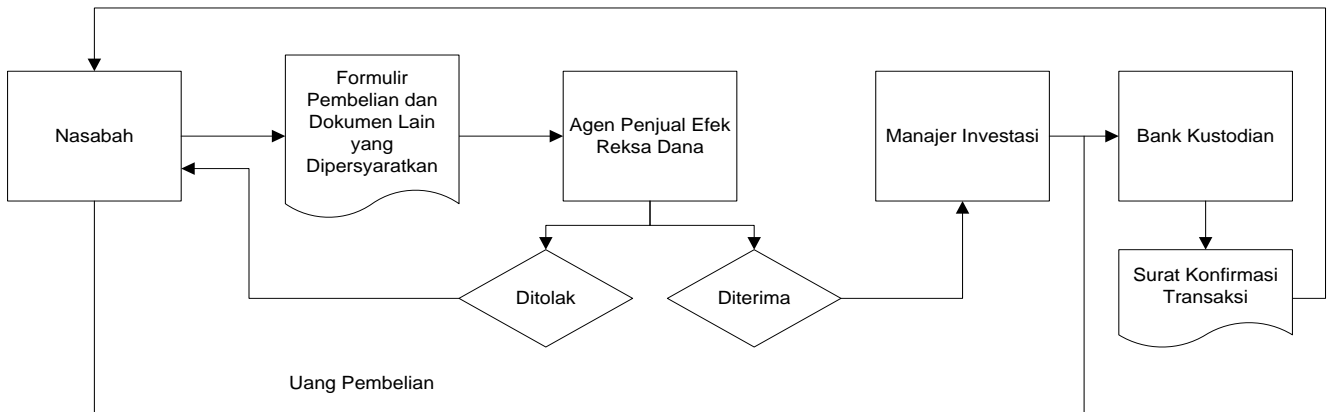 Nasabah
Formulir
Pembelian dan
Dokumen Lain
yang
Dipersyaratkan
Agen Penjual Efek
Reksa Dana
Manajer Investasi
Bank Kustodian
Ditolak
Diterima
Surat Konfirmasi
Transaksi
Uang Pembelian